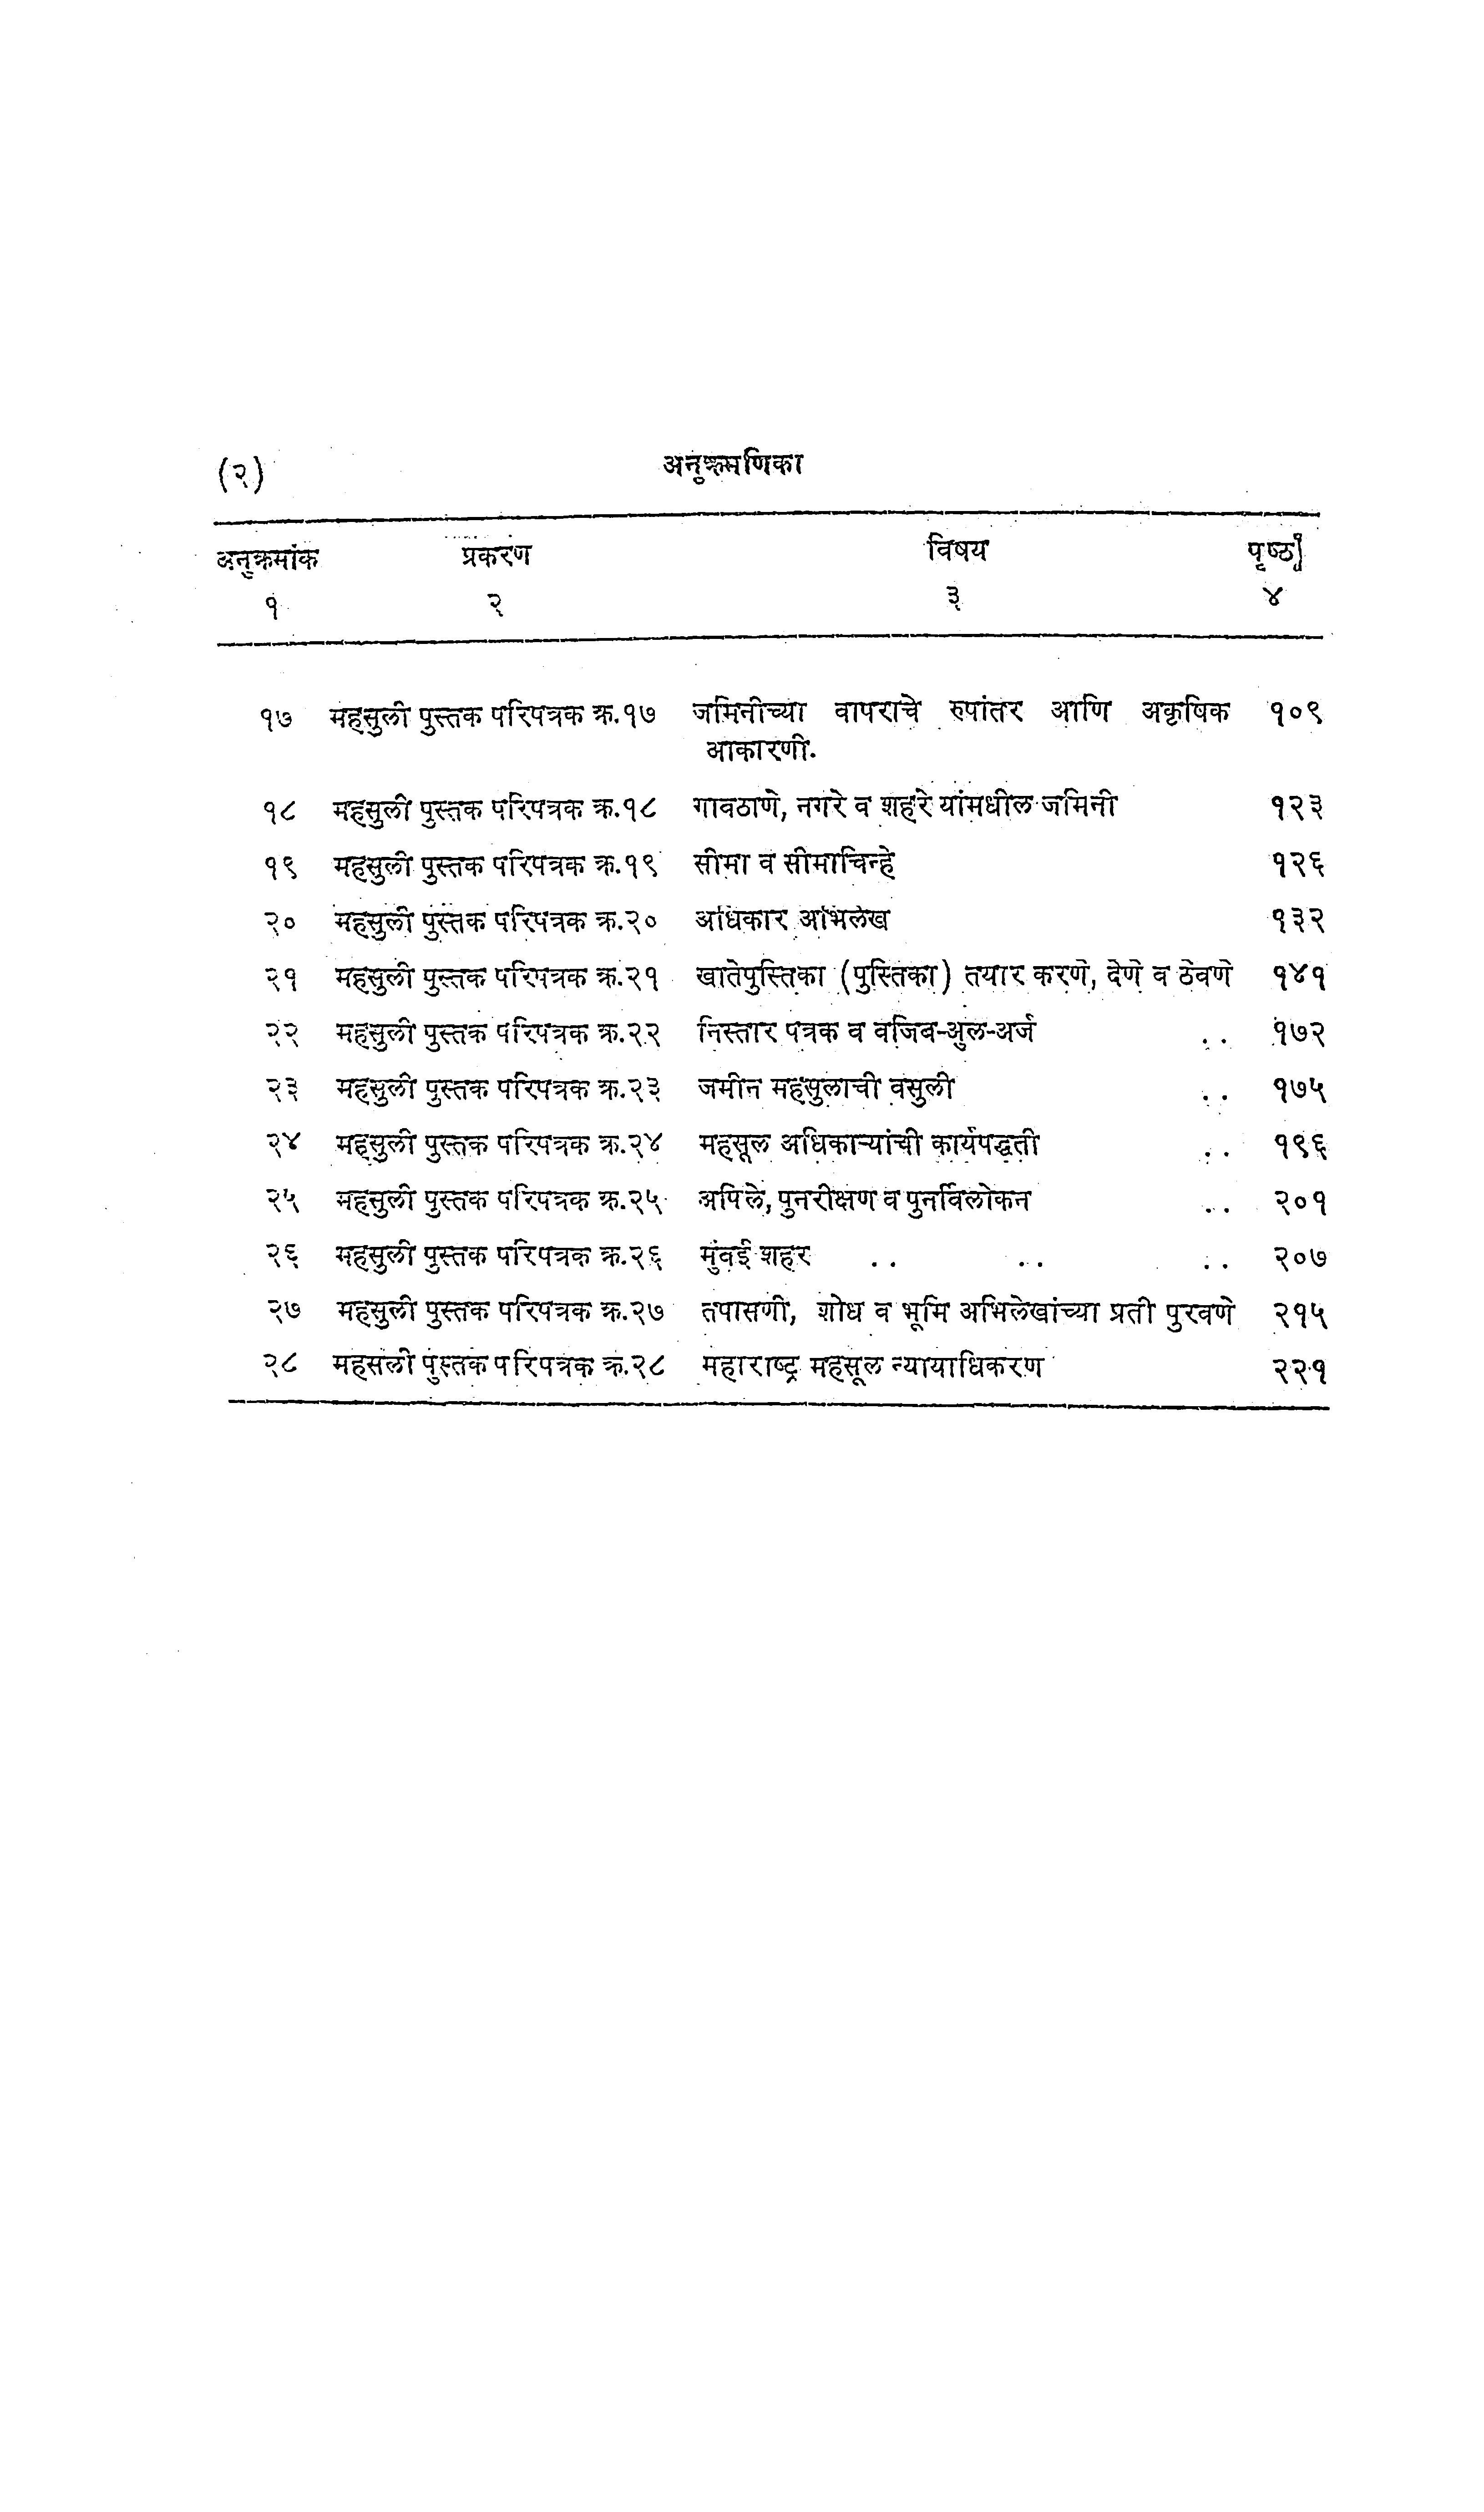 (२) अनुक्रमणिका
अनुक्रमांक प्रकरण विषय पृष्ठ
१ २ ३ ४
१७ महसुली पुस्तक परिपत्रक क्र.१७ जमिनीच्या वापराचे रुपांतर आणि अकृषिक १०९
आकारणी.
१८ महसुली पुस्तक परिपत्रक क्र.१८ गावठाणे, नगरे व शहरे यांमधील जमिनी १२३
१९ महसुली पुस्तक परिपत्रक क्र.१९ सीमा व सीमाचिन्हे १२६
२० महसुली पुस्तक परिपत्रक क्र.२० अधिकार अभिलेख १३२
२१ महसुली पुस्तक परिपत्रक क्र.२१ खातेपुस्तिका (पुस्तिका) तयार करणे, देणे व ठेवणे १४१
२२ महसुली पुस्तक परिपत्रक क्र.२२ निस्तार पत्रक व वजिब-अुल-अर्ज .. १७२
२३ महसुली पुस्तक परिपत्रक क्र.२३ जमीन महसुलाची वसुली .. १७५
२४ महसुली पुस्तक परिपत्रक क्र.२४ महसूल अधिकाऱ्यांची कार्यपद्धती .. १९६
२५ महसुली पुस्तक परिपत्रक क्र.२५ अपिले, पुनरीक्षण व पुनर्विलोकन .. २०१
२६ महसुली पुस्तक परिपत्रक क्र.२६ मुंबई शहर .. .. .. २०७
२७ महसुली पुस्तक परिपत्रक क्र.२७ तपासणी, शोध व भूमि अभिलेखांच्या प्रती पुरवणे २१५
२८ महसली पुस्तक परिपत्रक क्र.२८ महाराष्ट्र महसूल न्यायाधिकरण २२१